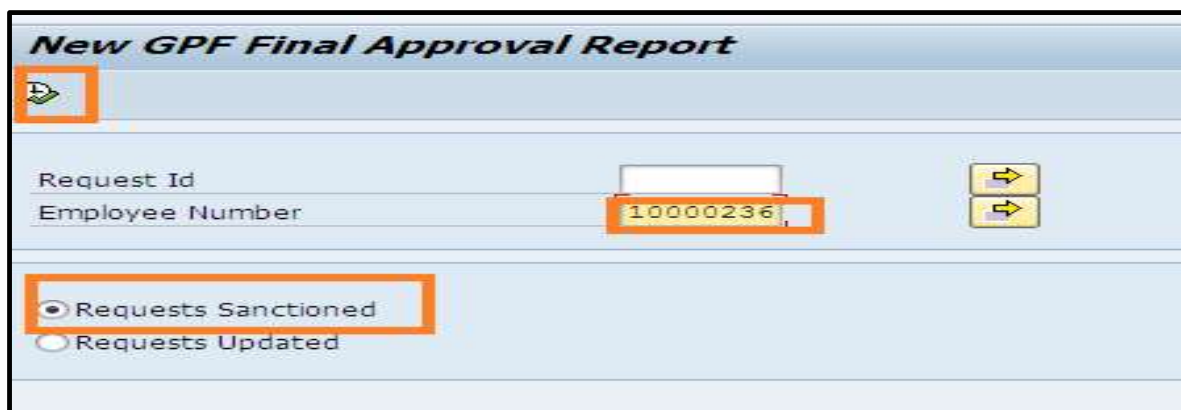 New GPF Final Approval Report
Request Id
Employee Number 10000236
Requests Sanctioned
Requests Updated